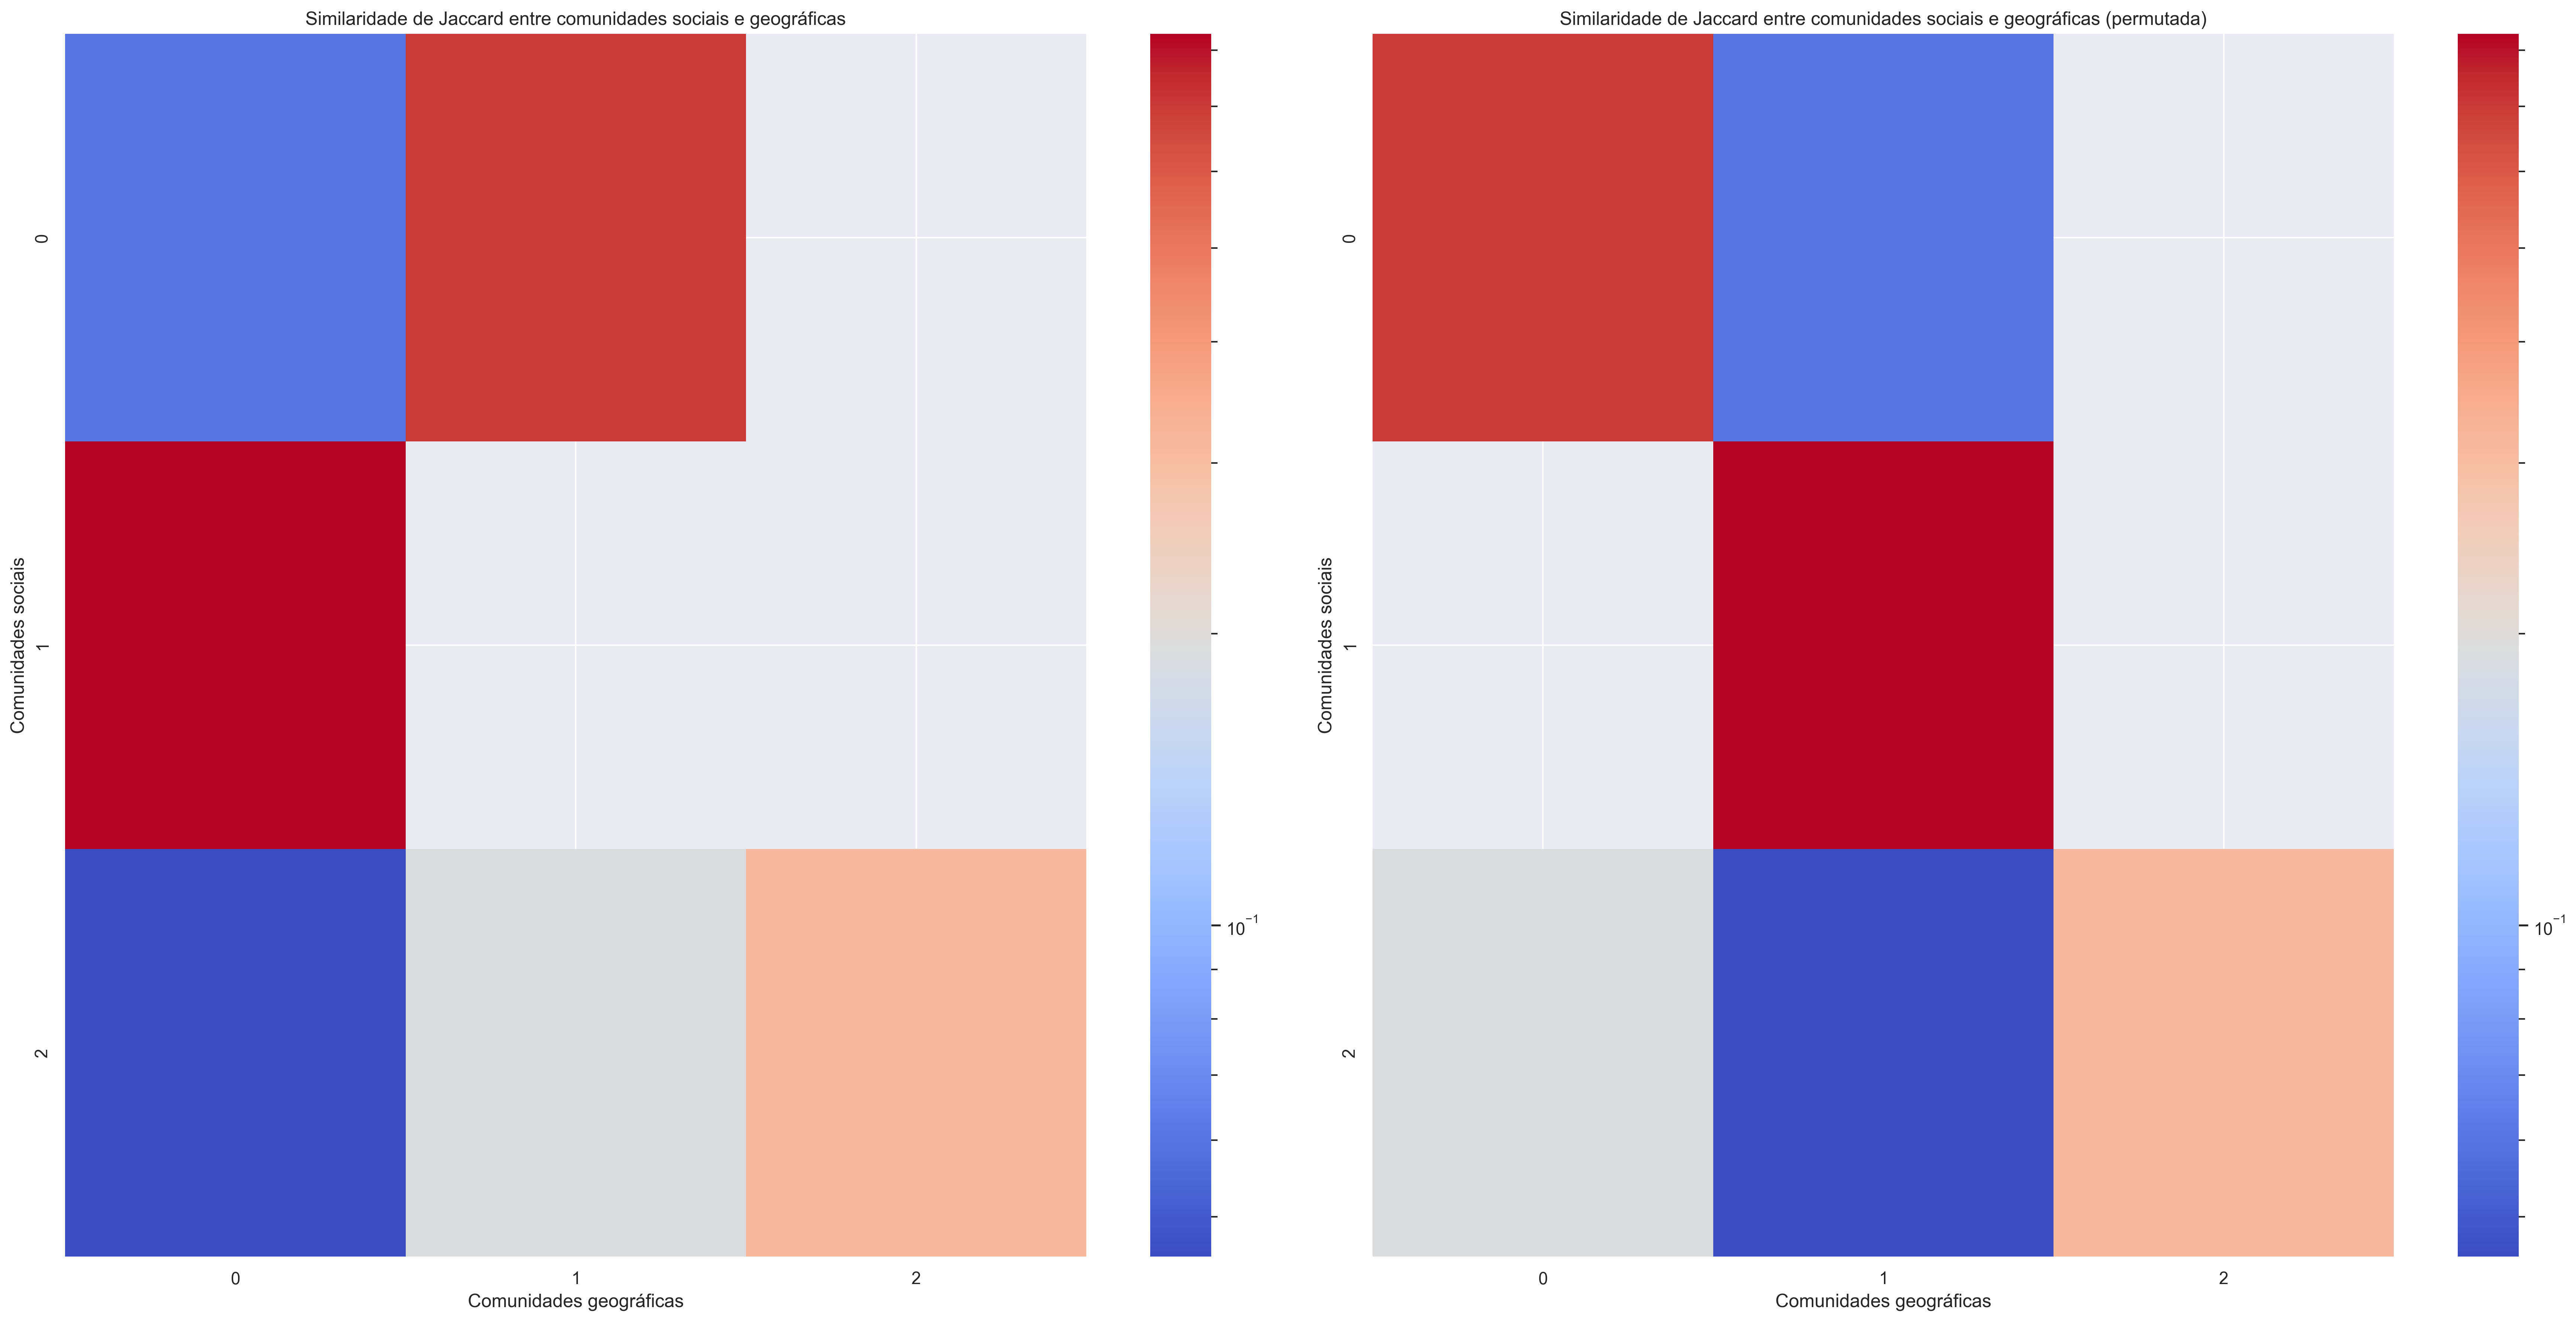 Similaridade de Jaccard entre comunidades sociais e geográficas
Comunidades sociais
0
1
2
0 1 2
Comunidades geográficas
10⁻¹
Similaridade de Jaccard entre comunidades sociais e geográficas (permutada)
Comunidades sociais
0
1
2
0 1 2
Comunidades geográficas
10⁻¹